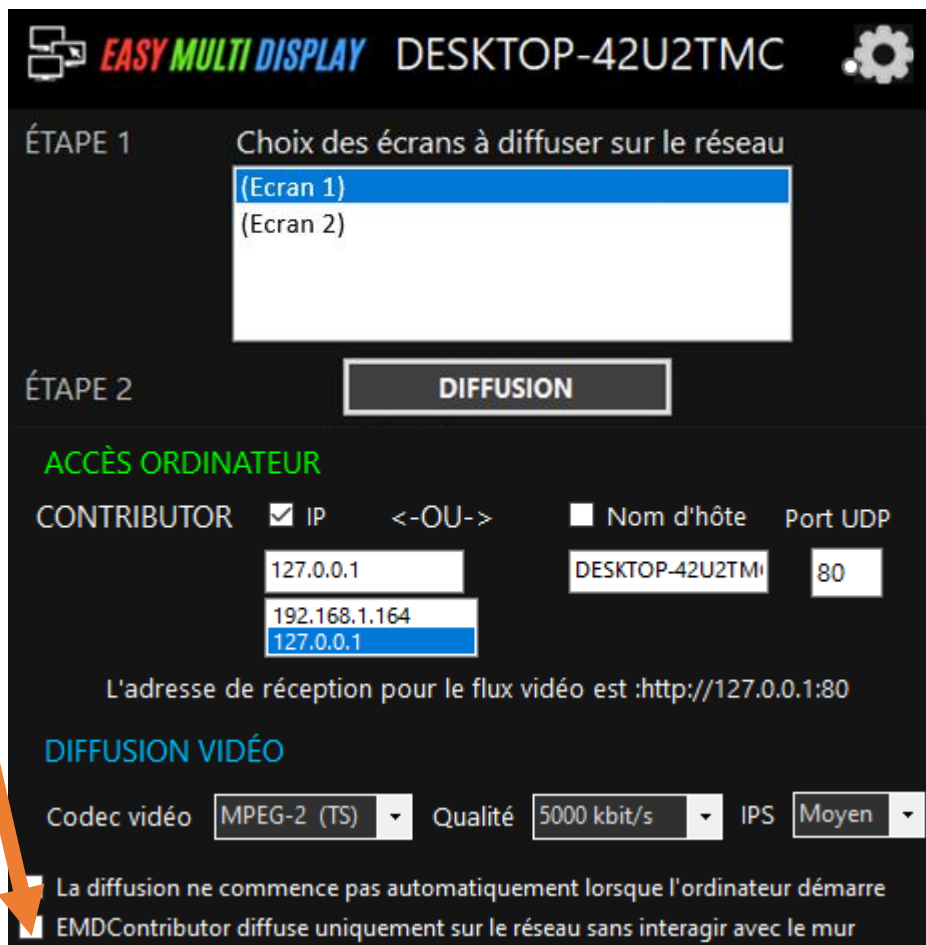 EASY MULTI DISPLAY DESKTOP-42U2TMC
ÉTAPE 1 Choix des écrans à diffuser sur le réseau
(Ecran 1)
(Ecran 2)
ÉTAPE 2 DIFFUSION
ACCÈS ORDINATEUR
CONTRIBUTOR IP <-OU-> Nom d'hôte Port UDP
127.0.0.1 DESKTOP-42U2TM 80
192.168.1.164
127.0.0.1
L'adresse de réception pour le flux vidéo est :http://127.0.0.1:80
DIFFUSION VIDÉO
Codec vidéo MPEG-2 (TS) Qualité 5000 kbit/s IPS Moyen
La diffusion ne commence pas automatiquement lorsque l'ordinateur démarre
EMDContributor diffuse uniquement sur le réseau sans interagir avec le mur